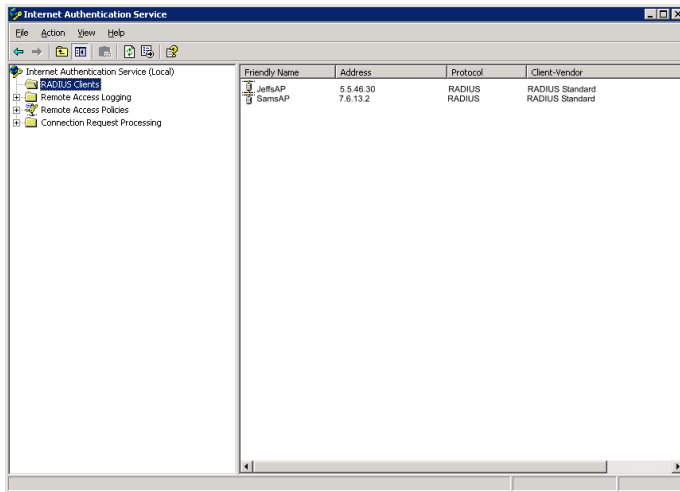 Internet Authentication Service
File Action View Help
Internet Authentication Service (Local)
RADIUS Clients
Remote Access Logging
Remote Access Policies
Connection Request Processing
Friendly Name Address Protocol Client-Vendor
JeffsAP 5.5.46.30 RADIUS RADIUS Standard
SamsAP 7.6.13.2 RADIUS RADIUS Standard